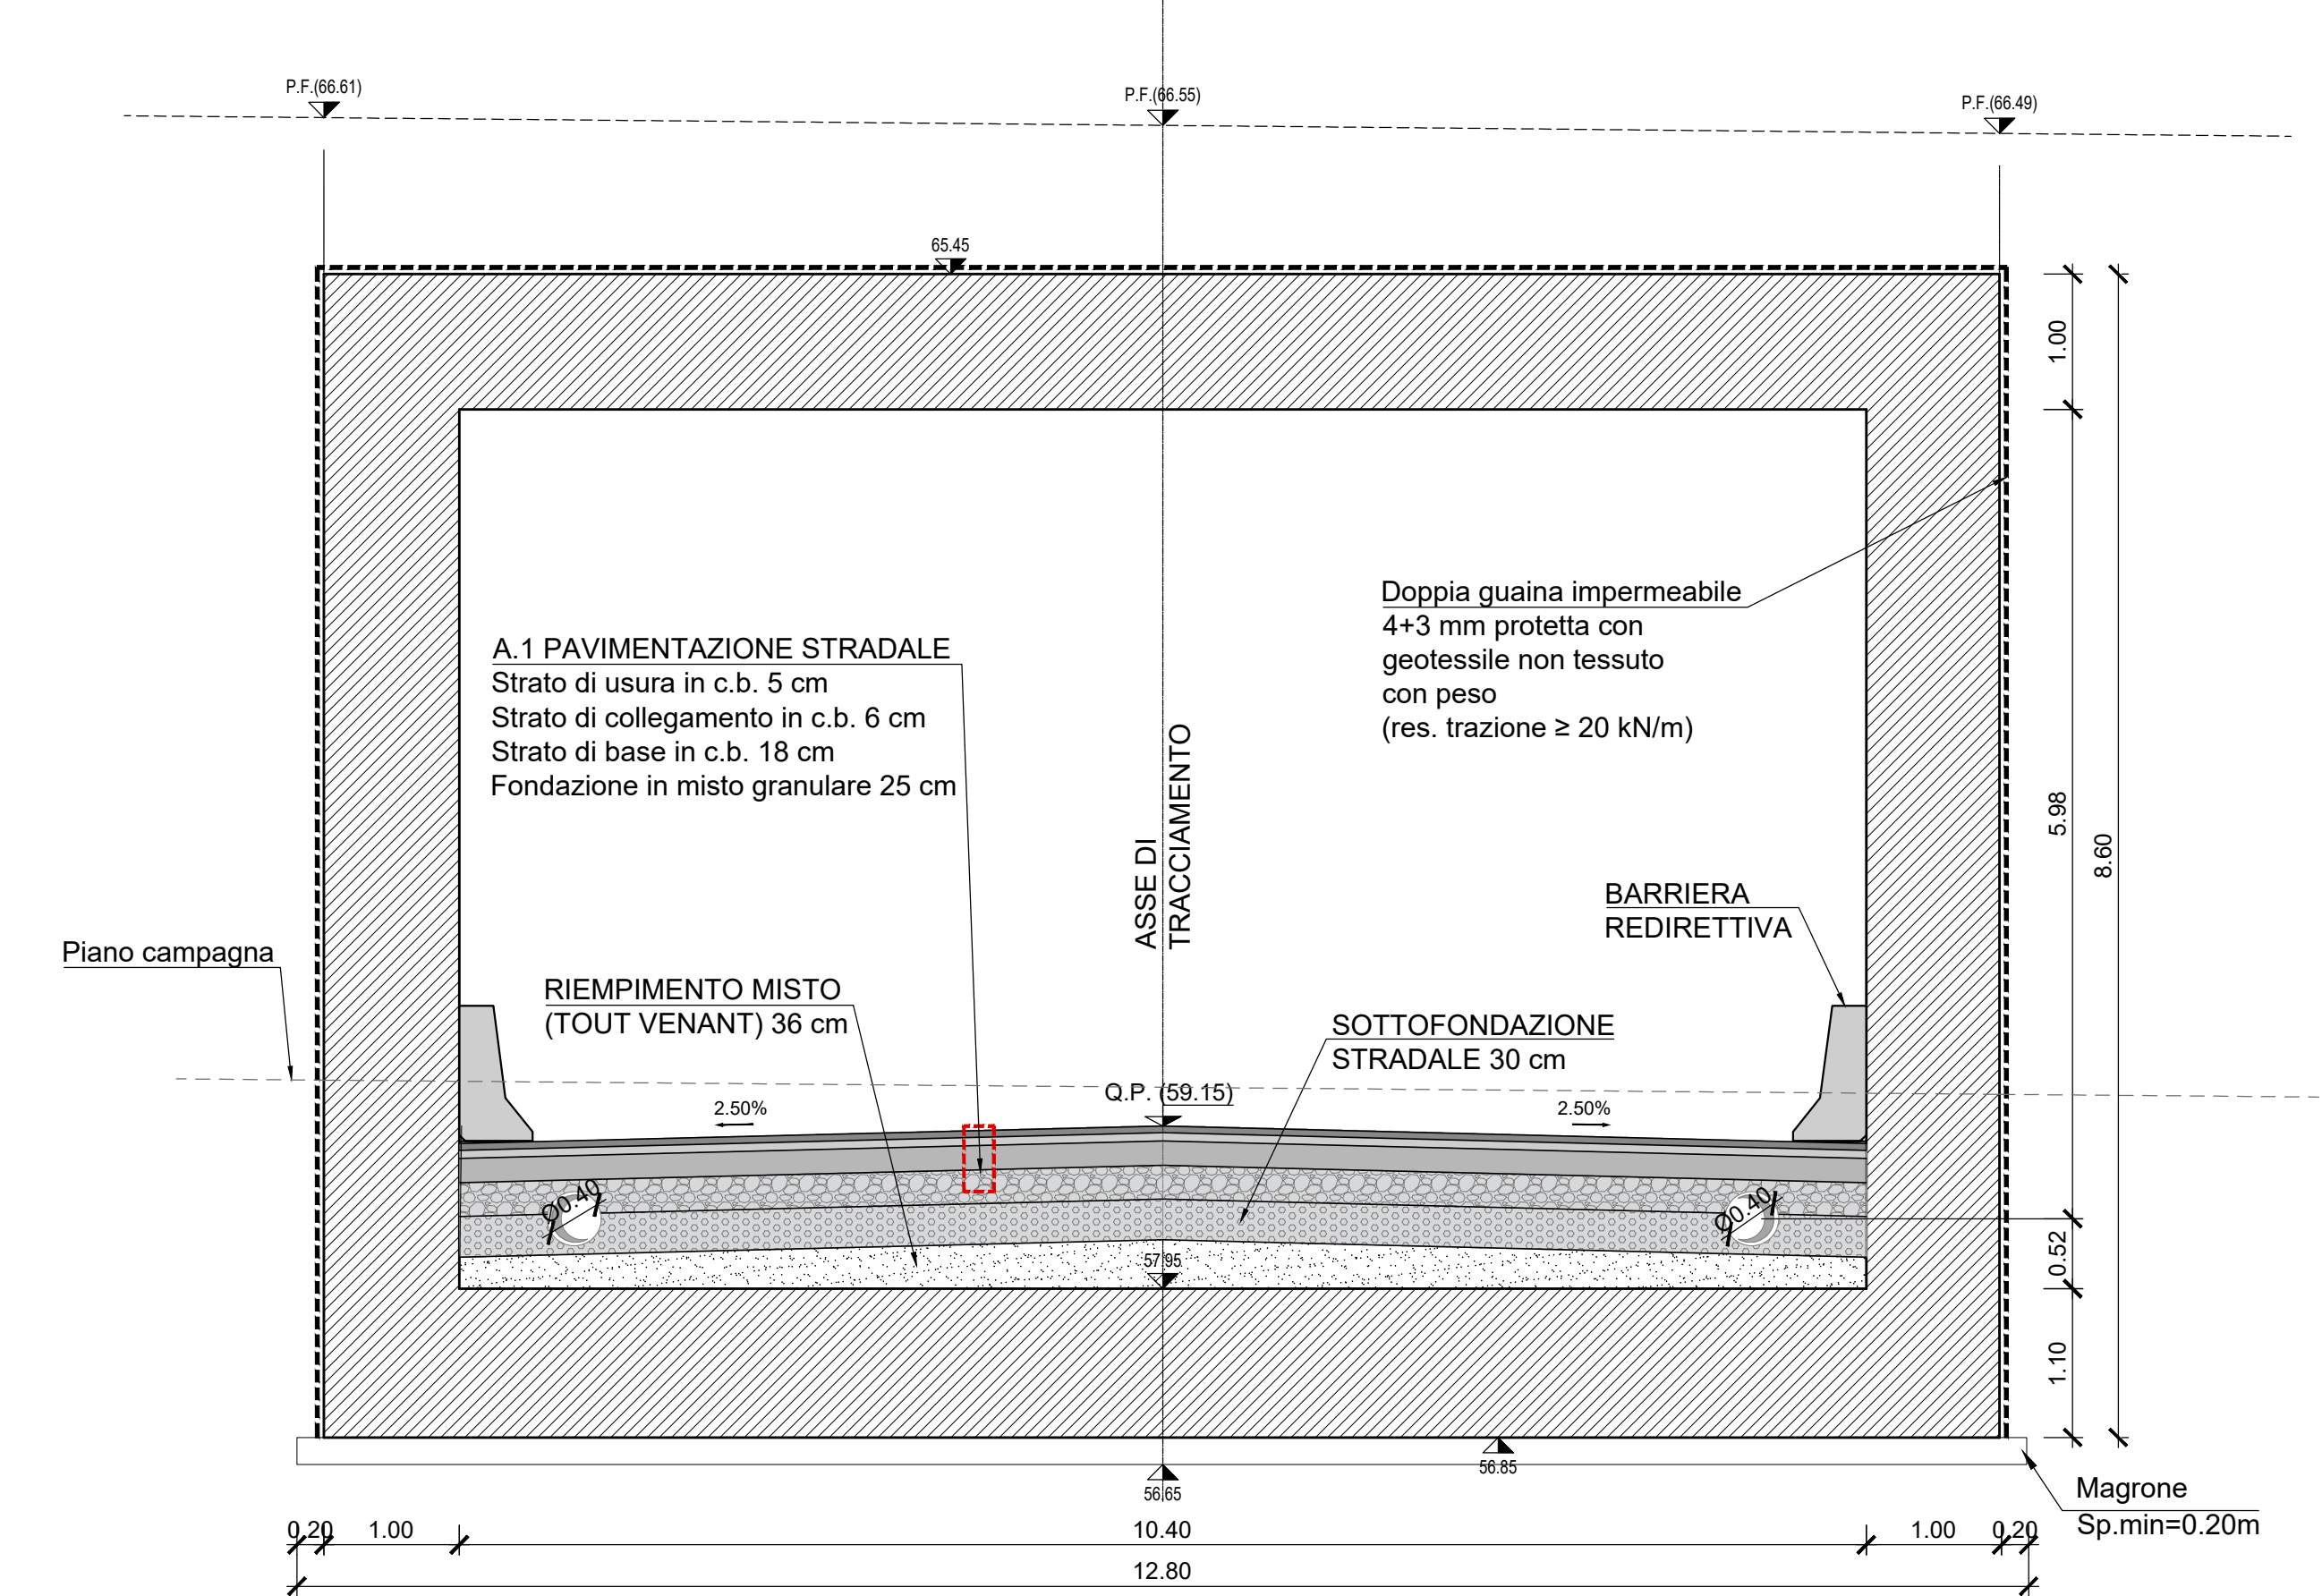 P.F.(66.61)
P.F.(66.55)
P.F.(66.49)
65.45
1.00
Doppia guaina impermeabile
4+3 mm protetta con
geotessile non tessuto
con peso
(res. trazione ≥ 20 kN/m)
A.1 PAVIMENTAZIONE STRADALE
Strato di usura in c.b. 5 cm
Strato di collegamento in c.b. 6 cm
Strato di base in c.b. 18 cm
Fondazione in misto granulare 25 cm
ASSE DI
TRACCIAMENTO
5.98
8.60
BARRIERA
REDIRETTIVA
Piano campagna
RIEMPIMENTO MISTO
(TOUT VENANT) 36 cm
SOTTOFONDAZIONE
STRADALE 30 cm
Q.P. (59.15)
2.50%
2.50%
Ø0.40
Ø0.40
0.52
57.95
1.10
56.85
56.65
Magrone
Sp.min=0.20m
0.20
1.00
10.40
1.00
0.20
12.80